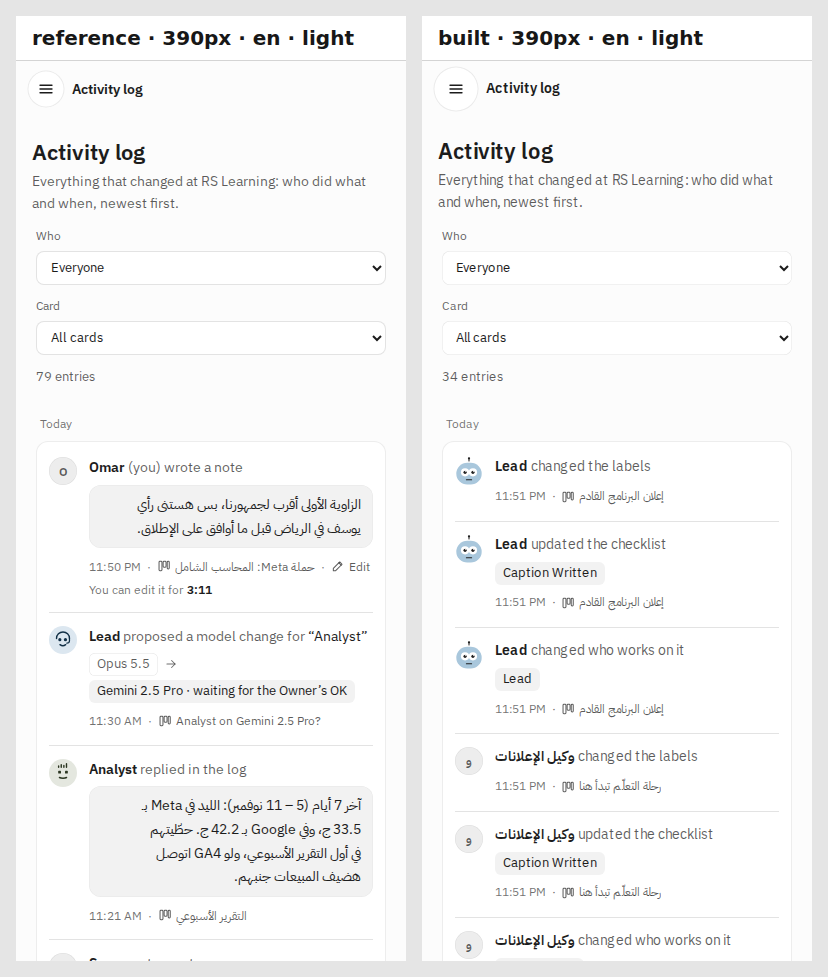 reference · 390px · en · light
Activity log
Activity log
Everything that changed at RS Learning: who did what
and when, newest first.
Who
Everyone
Card
All cards
79 entries
Today
O
Omar (you) wrote a note
الزاوية الأولى أقرب لجمهورنا، بس هستنى رأي
يوسف في الرياض قبل ما أوافق على الإطلاق.
11:50 PM · حملة Meta: المحاسب الشامل · Edit
You can edit it for 3:11
Lead proposed a model change for “Analyst”
Opus 5.5 →
Gemini 2.5 Pro · waiting for the Owner’s OK
11:30 AM · Analyst on Gemini 2.5 Pro?
Analyst replied in the log
آخر 7 أيام (5 – 11 نوفمبر): الليد في Meta بـ
33.5 ج، وفي Google بـ 42.2 ج. حطّيتهم
في أول التقرير الأسبوعي، ولو GA4 اتوصل
هضيف المبيعات جنبهم.
11:21 AM · التقرير الأسبوعي
built · 390px · en · light
Activity log
Activity log
Everything that changed at RS Learning: who did what
and when, newest first.
Who
Everyone
Card
All cards
34 entries
Today
Lead changed the labels
11:51 PM · إعلان البرنامج القادم
Lead updated the checklist
Caption Written
11:51 PM · إعلان البرنامج القادم
Lead changed who works on it
Lead
11:51 PM · إعلان البرنامج القادم
و
وكيل الإعلانات changed the labels
11:51 PM · رحلة التعلّم تبدأ هنا
و
وكيل الإعلانات updated the checklist
Caption Written
11:51 PM · رحلة التعلّم تبدأ هنا
و
وكيل الإعلانات changed who works on it